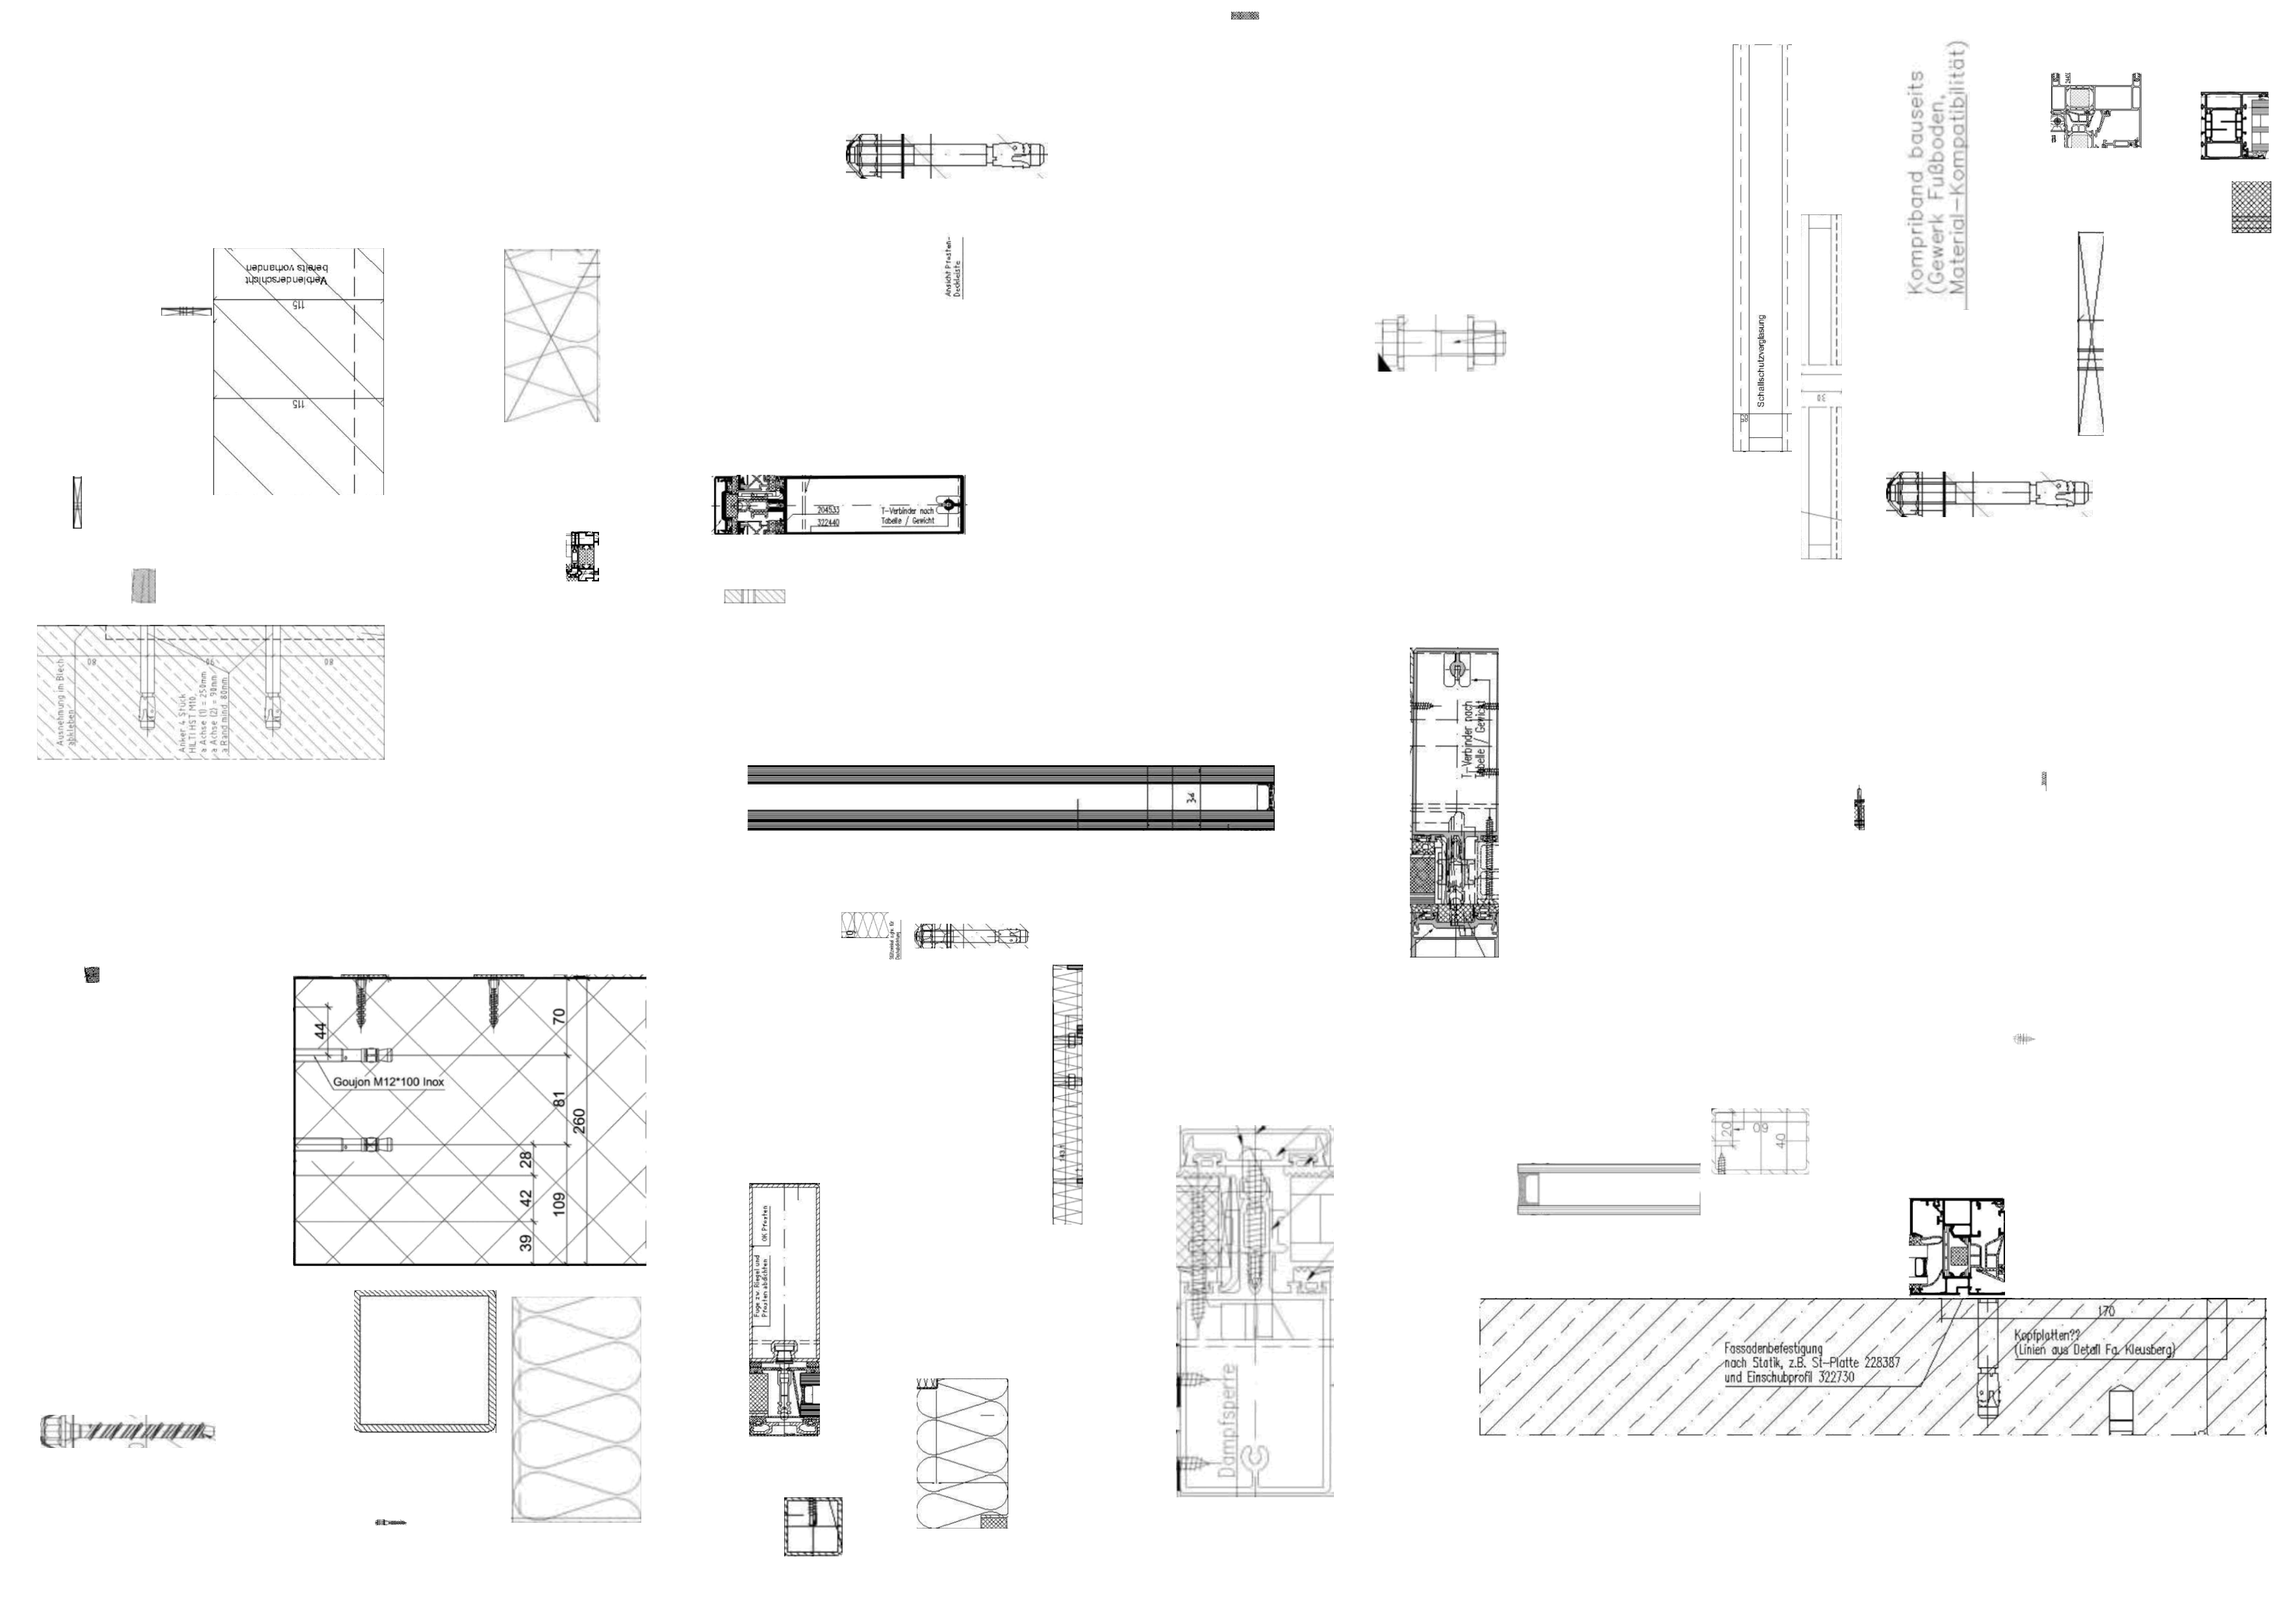 Kompriband bauseits
(Gewerk Fußboden,
Material-Kompatibilität)
Ansicht Pfosten-
Deckleiste
Verblenderschicht
bereits vorhanden
115
115
Schallschutzverglasung
30
204533
322440
T-Verbinder nach
Tabelle / Gewicht
Ausnehmung im Blech
abkleben
Anker 4 Stück
HILTI HST M10,
a Achse (1) = 250mm
a Achse (2) = 90mm
a Rand mind. 80mm
T-Verbinder nach
Tabelle / Gewicht
34
44
70
Goujon M12*100 Inox
81
260
28
42
109
39
OK Pfosten
Fuge zw. Riegel und
Pfosten abdichten
Dampfsperre
20
60
40
170
Fassadenbefestigung
nach Statik, z.B. St-Platte 228387
und Einschubprofil 322730
Kopfplatten??
(Linien aus Detail Fa. Kleusberg)